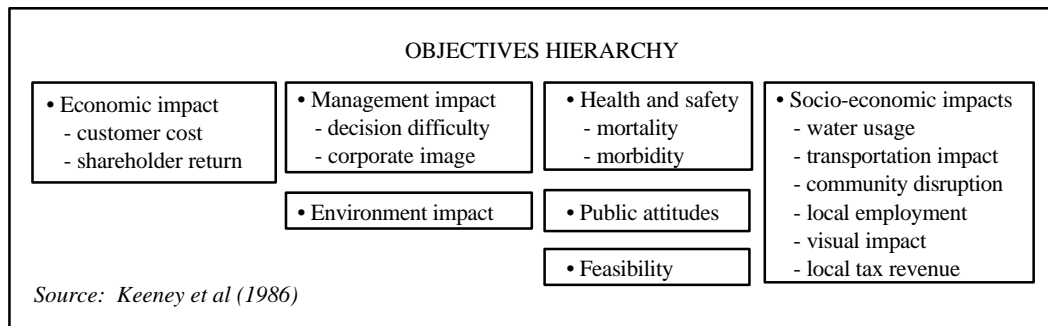 OBJECTIVES HIERARCHY
• Economic impact
- customer cost
- shareholder return
• Management impact
- decision difficulty
- corporate image
• Environment impact
• Health and safety
- mortality
- morbidity
• Public attitudes
• Feasibility
• Socio-economic impacts
- water usage
- transportation impact
- community disruption
- local employment
- visual impact
- local tax revenue
Source: Keeney et al (1986)